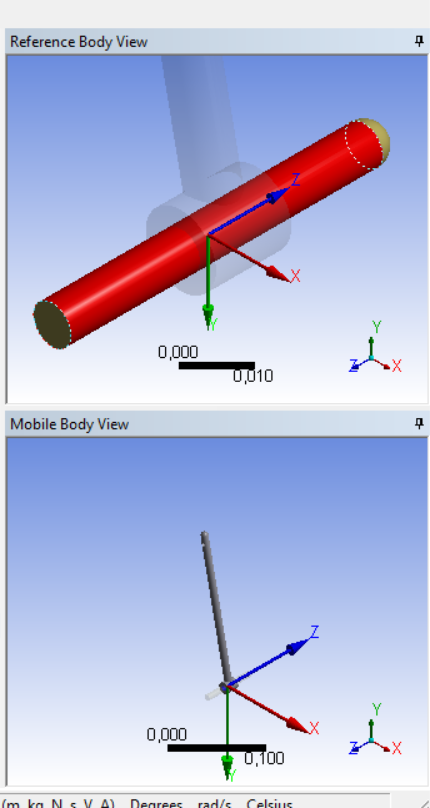 Reference Body View
Z
X
Y
0,000
0,010
Y
Z X
Mobile Body View
Z
X
0,000
0,100
Y
Y
Z X
(m, kg, N, s, V, A) Degrees rad/s Celsius